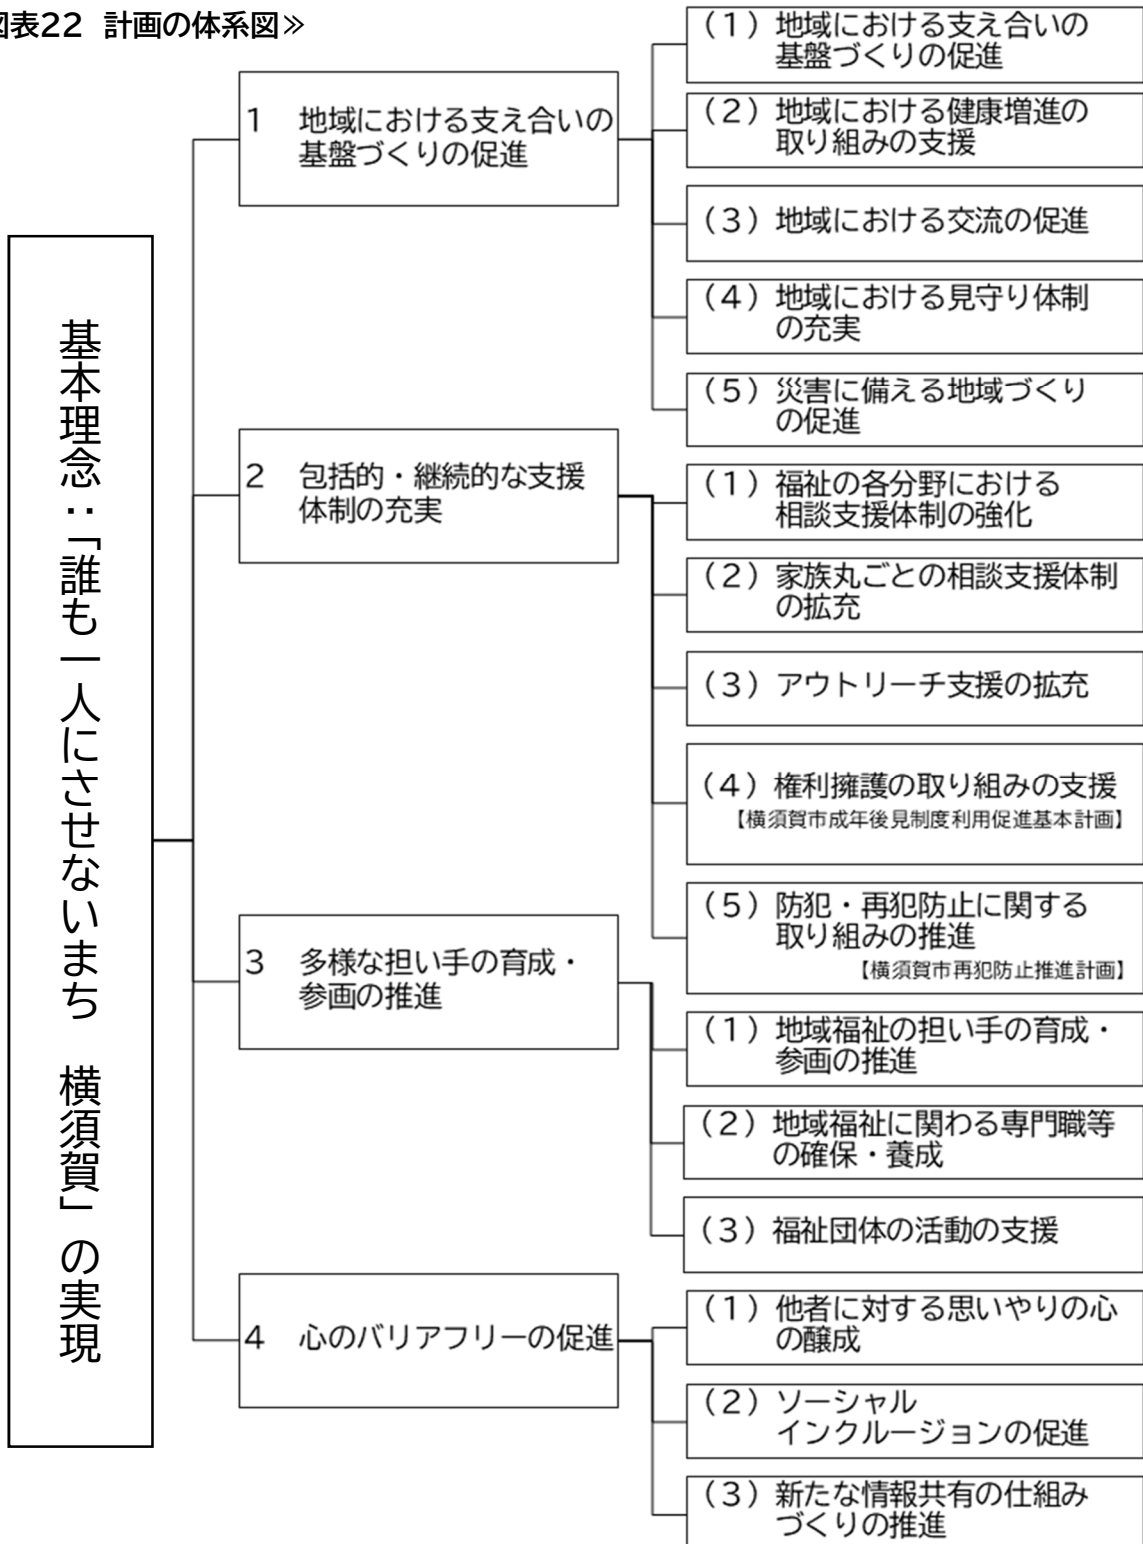 図表22 計画の体系図≫
基本理念：「誰も一人にさせないまち　横須賀」の実現
1 地域における支え合いの
基盤づくりの促進
（1）地域における支え合いの
基盤づくりの促進
（2）地域における健康増進の
取り組みの支援
（3）地域における交流の促進
（4）地域における見守り体制
の充実
（5）災害に備える地域づくり
の促進
2 包括的・継続的な支援
体制の充実
（1）福祉の各分野における
相談支援体制の強化
（2）家族丸ごとの相談支援体制
の拡充
（3）アウトリーチ支援の拡充
（4）権利擁護の取り組みの支援
【横須賀市成年後見制度利用促進基本計画】
（5）防犯・再犯防止に関する
取り組みの推進
【横須賀市再犯防止推進計画】
3 多様な担い手の育成・
参画の推進
（1）地域福祉の担い手の育成・
参画の推進
（2）地域福祉に関わる専門職等
の確保・養成
（3）福祉団体の活動の支援
4 心のバリアフリーの促進
（1）他者に対する思いやりの心
の醸成
（2）ソーシャル
インクルージョンの促進
（3）新たな情報共有の仕組み
づくりの推進